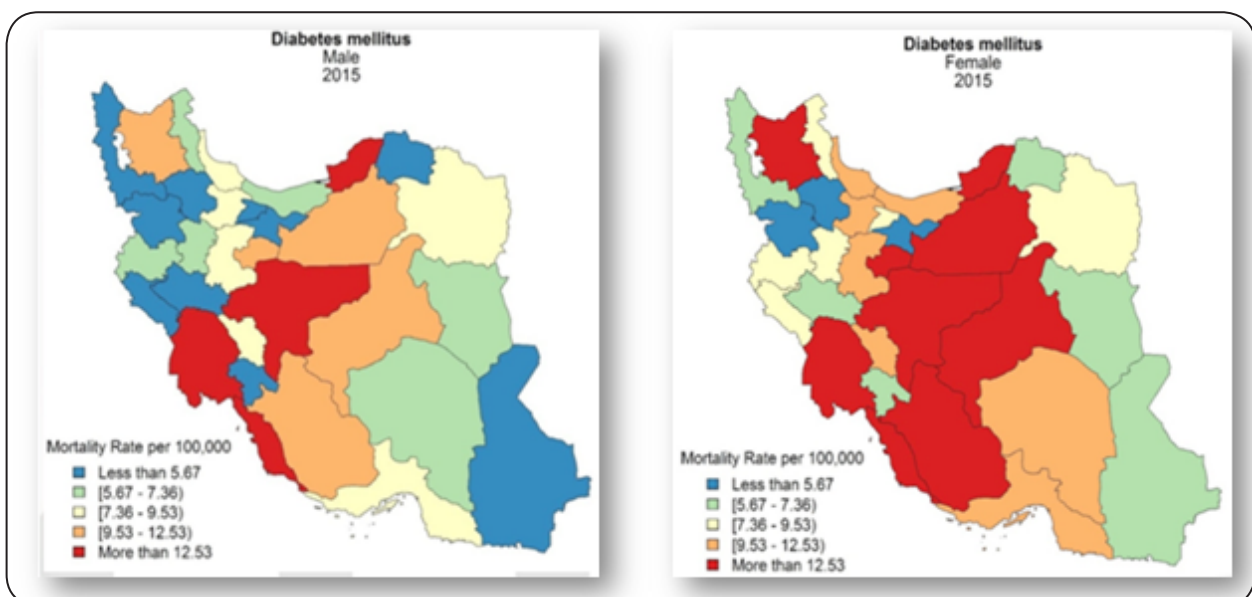 Diabetes mellitus
Male
2015
Mortality Rate per 100,000
Less than 5.67
[5.67 - 7.36)
[7.36 - 9.53)
[9.53 - 12.53)
More than 12.53
Diabetes mellitus
Female
2015
Mortality Rate per 100,000
Less than 5.67
[5.67 - 7.36)
[7.36 - 9.53)
[9.53 - 12.53)
More than 12.53